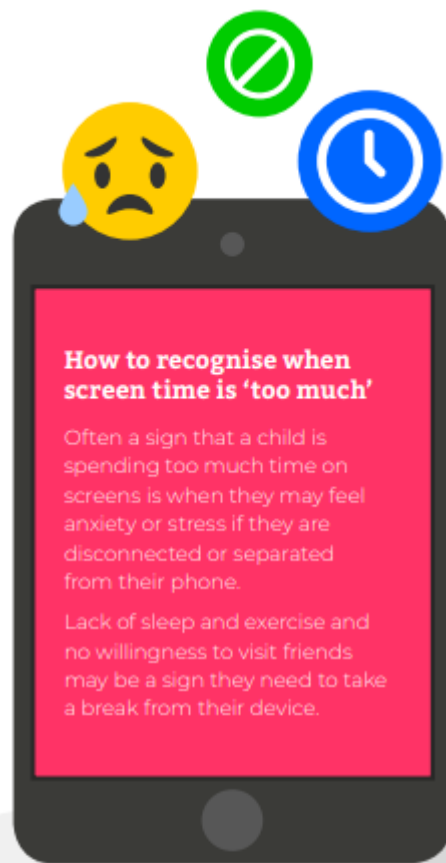 How to recognise when
screen time is ‘too much’
Often a sign that a child is
spending too much time on
screens is when they may feel
anxiety or stress if they are
disconnected or separated
from their phone.
Lack of sleep and exercise and
no willingness to visit friends
may be a sign they need to take
a break from their device.